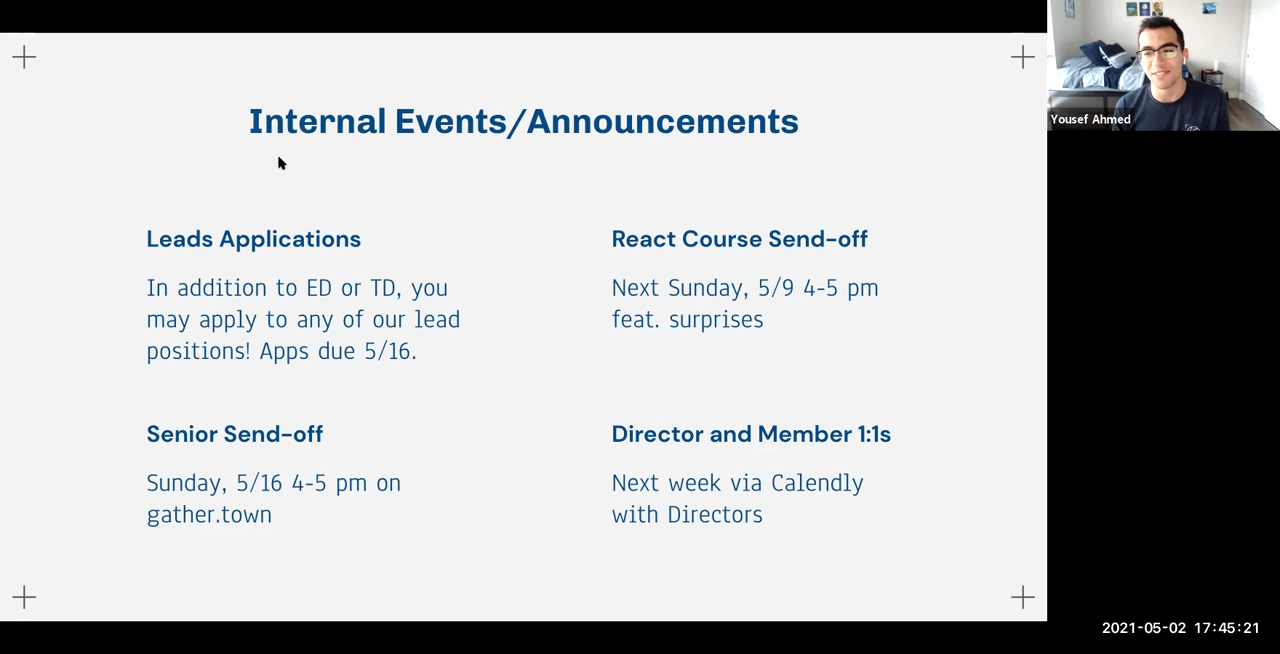 Internal Events/Announcements
Leads Applications
In addition to ED or TD, you
may apply to any of our lead
positions! Apps due 5/16.
React Course Send-off
Next Sunday, 5/9 4-5 pm
feat. surprises
Senior Send-off
Sunday, 5/16 4-5 pm on
gather.town
Director and Member 1:1s
Next week via Calendly
with Directors
Yousef Ahmed
2021-05-02 17:45:21